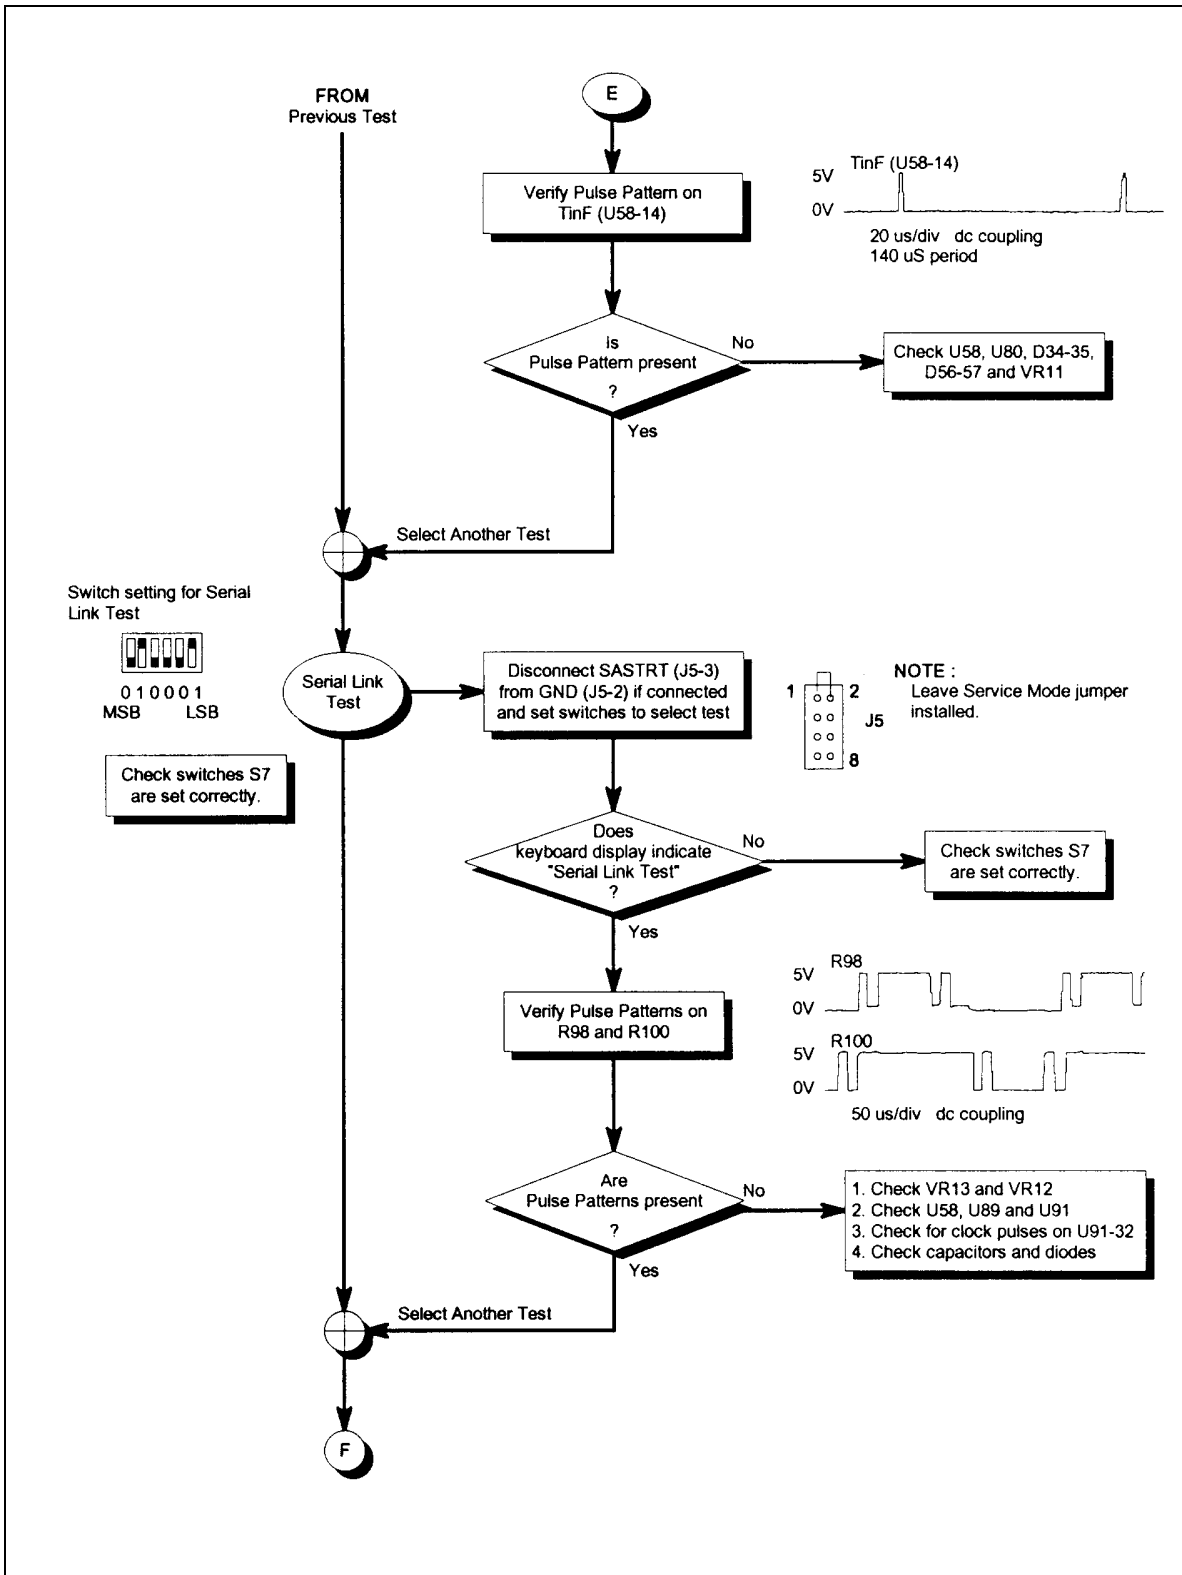 E
FROM
Previous Test
Verify Pulse Pattern on
TinF (U58-14)
TinF (U58-14)
5V
0V
20 us/div dc coupling
140 uS period
Is
Pulse Pattern present
?
No
Yes
Check U58, U80, D34-35,
D56-57 and VR11
Select Another Test
Switch setting for Serial
Link Test
0 1 0 0 0 1
MSB LSB
Check switches S7
are set correctly.
Serial Link
Test
Disconnect SASTRT (J5-3)
from GND (J5-2) if connected
and set switches to select test
1 2
J5
8
NOTE :
Leave Service Mode jumper
installed.
Does
keyboard display indicate
"Serial Link Test"
?
No
Yes
Check switches S7
are set correctly.
Verify Pulse Patterns on
R98 and R100
R98
5V
0V
R100
5V
0V
50 us/div dc coupling
Are
Pulse Patterns present
?
No
Yes
1. Check VR13 and VR12
2. Check U58, U89 and U91
3. Check for clock pulses on U91-32
4. Check capacitors and diodes
Select Another Test
F